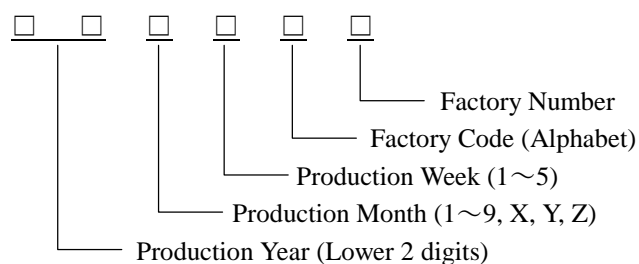 □ □ □ □ □ □
Factory Number
Factory Code (Alphabet)
Production Week (1～5)
Production Month (1～9, X, Y, Z)
Production Year (Lower 2 digits)